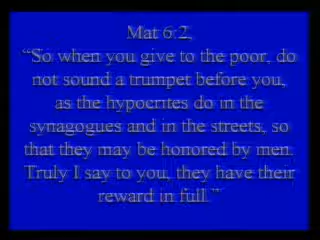 Mat 6:2,
“So when you give to the poor, do
not sound a trumpet before you,
as the hypocrites do in the
synagogues and in the streets, so
that they may be honored by men.
Truly I say to you, they have their
reward in full.”